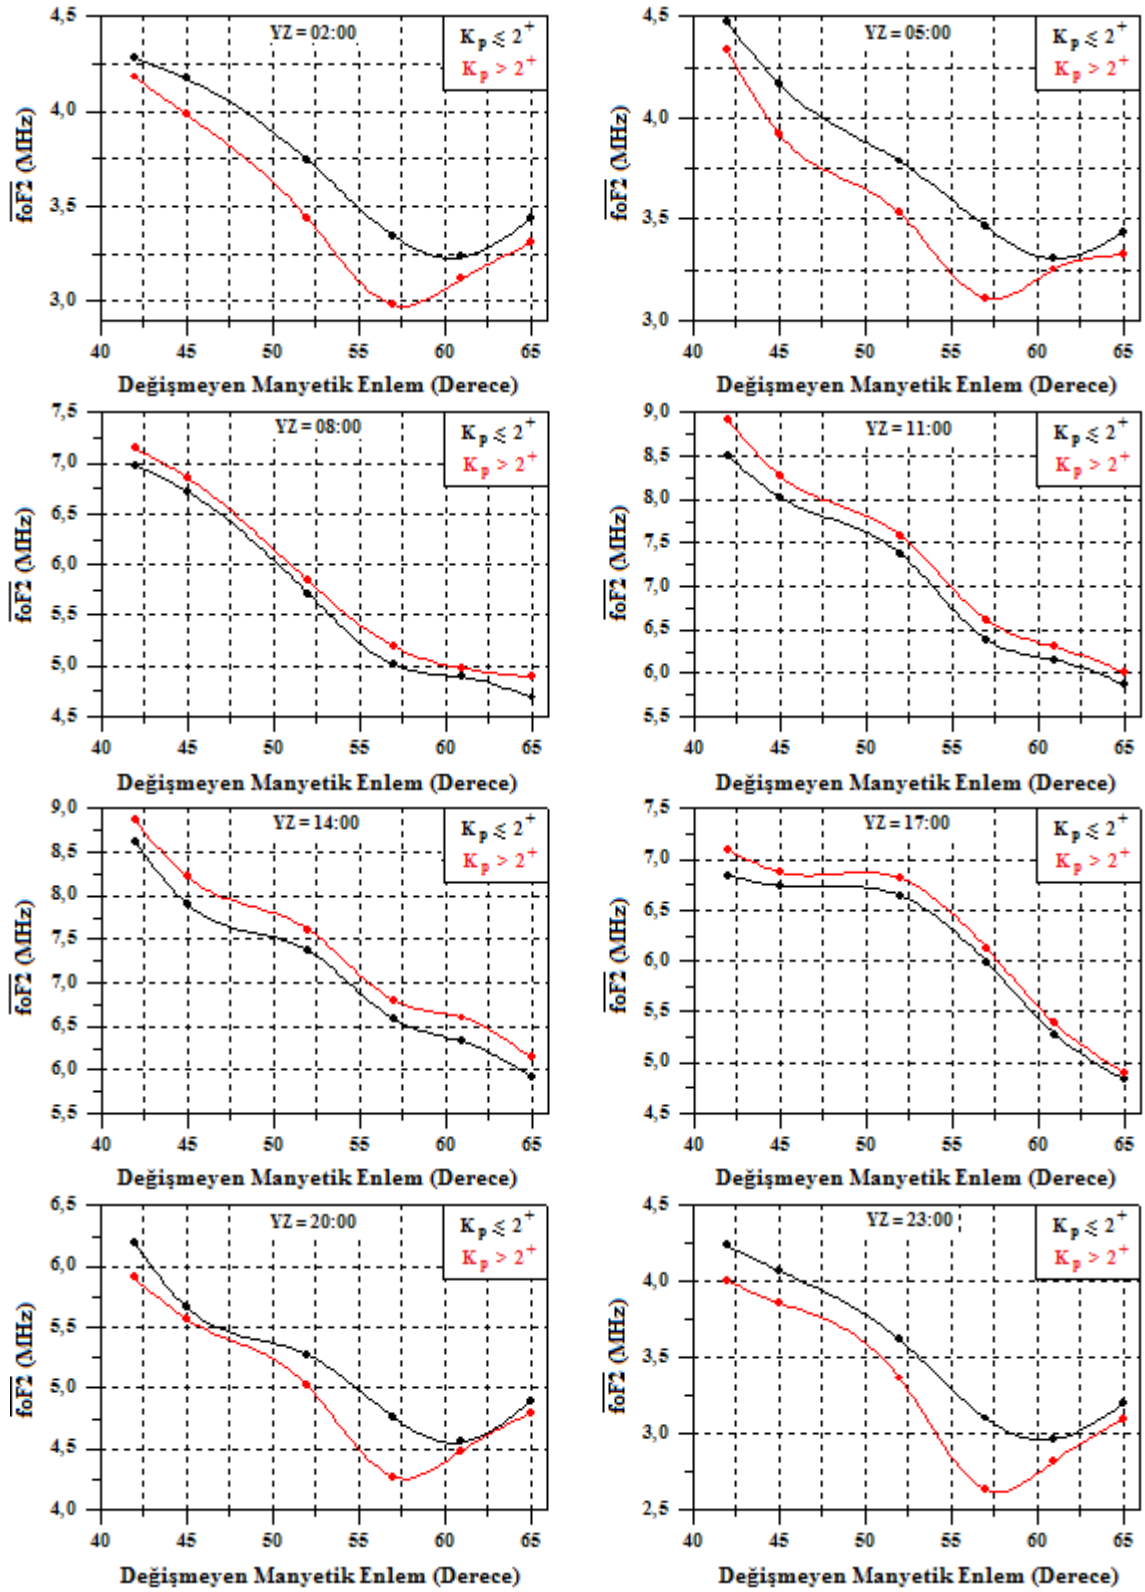 YZ = 02:00
Kp ⩽ 2+
Kp > 2+
foF2 (MHz)
4,5
4,0
3,5
3,0
40 45 50 55 60 65
Değişmeyen Manyetik Enlem (Derece)
YZ = 05:00
Kp ⩽ 2+
Kp > 2+
foF2 (MHz)
4,5
4,0
3,5
3,0
40 45 50 55 60 65
Değişmeyen Manyetik Enlem (Derece)
YZ = 08:00
Kp ⩽ 2+
Kp > 2+
foF2 (MHz)
7,5
7,0
6,5
6,0
5,5
5,0
4,5
40 45 50 55 60 65
Değişmeyen Manyetik Enlem (Derece)
YZ = 11:00
Kp ⩽ 2+
Kp > 2+
foF2 (MHz)
9,0
8,5
8,0
7,5
7,0
6,5
6,0
5,5
40 45 50 55 60 65
Değişmeyen Manyetik Enlem (Derece)
YZ = 14:00
Kp ⩽ 2+
Kp > 2+
foF2 (MHz)
9,0
8,5
8,0
7,5
7,0
6,5
6,0
5,5
40 45 50 55 60 65
Değişmeyen Manyetik Enlem (Derece)
YZ = 17:00
Kp ⩽ 2+
Kp > 2+
foF2 (MHz)
7,5
7,0
6,5
6,0
5,5
5,0
4,5
40 45 50 55 60 65
Değişmeyen Manyetik Enlem (Derece)
YZ = 20:00
Kp ⩽ 2+
Kp > 2+
foF2 (MHz)
6,5
6,0
5,5
5,0
4,5
4,0
40 45 50 55 60 65
Değişmeyen Manyetik Enlem (Derece)
YZ = 23:00
Kp ⩽ 2+
Kp > 2+
foF2 (MHz)
4,5
4,0
3,5
3,0
2,5
40 45 50 55 60 65
Değişmeyen Manyetik Enlem (Derece)